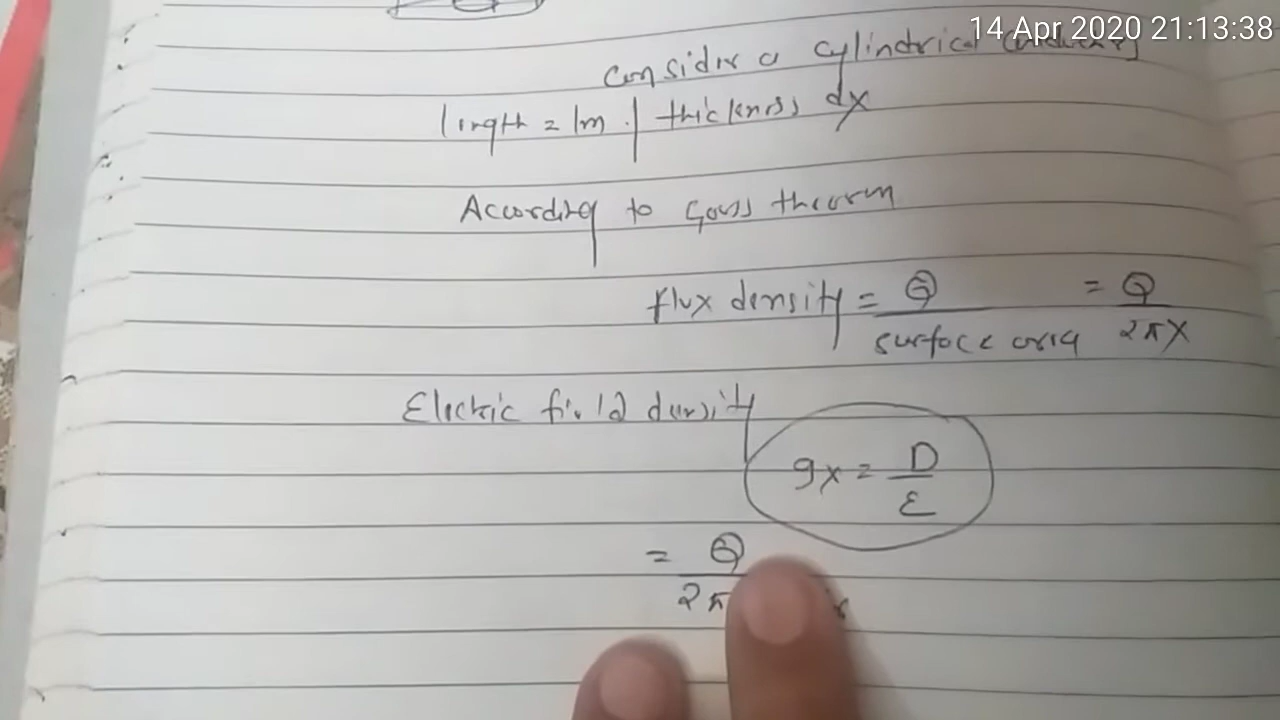 14 Apr 2020 21:13:38
Consider a cylindrical
length = 1m . thickness dx
According to Gauss theorem
flux density = Q / surface area = Q / 2πx
Electric field density
gx = D / ε
= Q / 2π